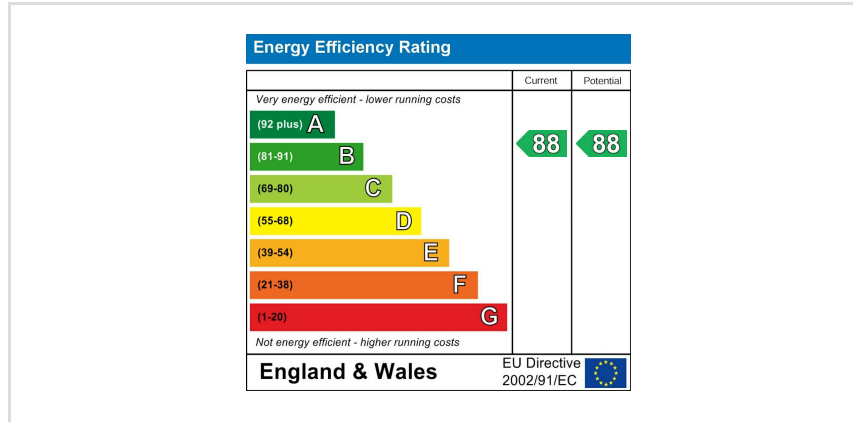 Energy Efficiency Rating
Current Potential
Very energy efficient - lower running costs
(92 plus) A
(81-91) B
88 88
(69-80) C
(55-68) D
(39-54) E
(21-38) F
(1-20) G
Not energy efficient - higher running costs
England & Wales
EU Directive
2002/91/EC